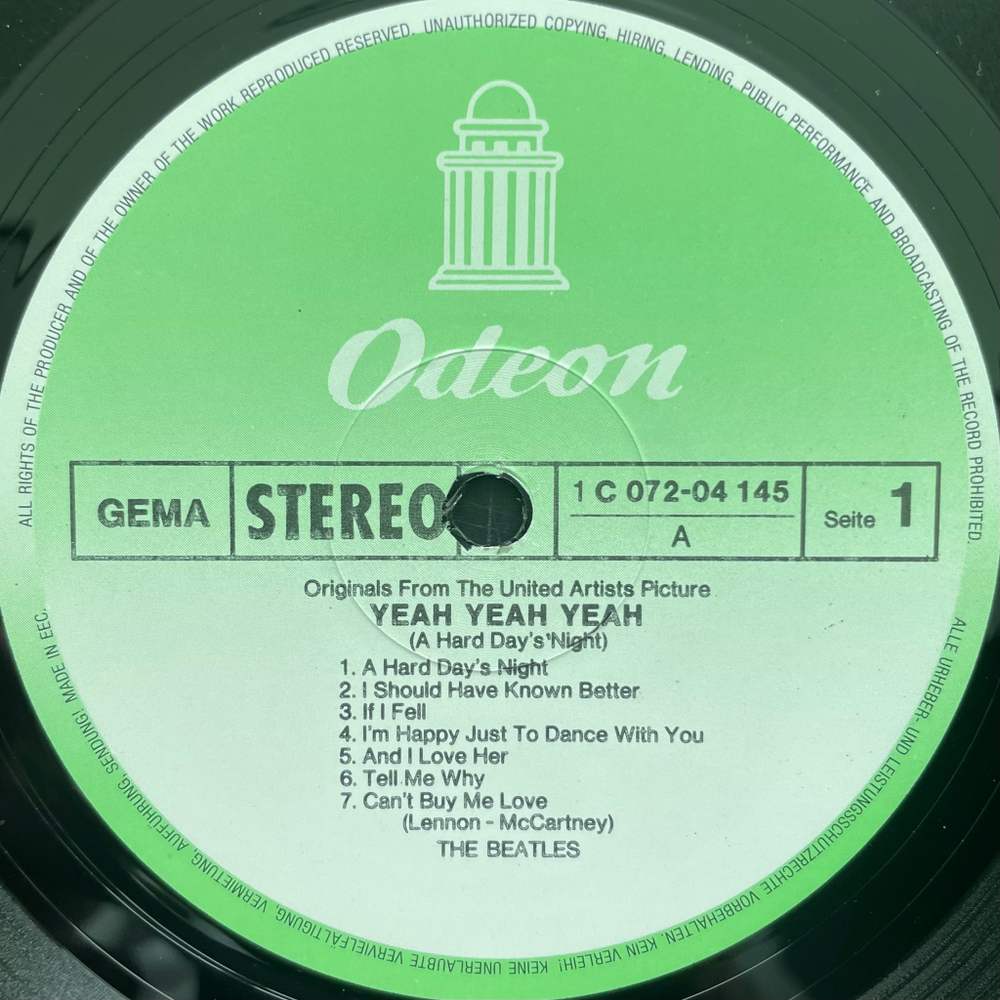 ALL RIGHTS OF THE PRODUCER AND OF THE OWNER OF THE WORK REPRODUCED RESERVED. UNAUTHORIZED COPYING, HIRING, LENDING, PUBLIC PERFORMANCE AND BROADCASTING OF THE RECORD PROHIBITED.
Odeon
GEMA
STEREO
1 C 072-04 145
A
Seite 1
Originals From The United Artists Picture
YEAH YEAH YEAH
(A Hard Day's Night)
1. A Hard Day's Night
2. I Should Have Known Better
3. If I Fell
4. I'm Happy Just To Dance With You
5. And I Love Her
6. Tell Me Why
7. Can't Buy Me Love
(Lennon - McCartney)
THE BEATLES
ALLE URHEBER- UND LEISTUNGSSCHUTZRECHTE VORBEHALTEN. KEIN VERLEIH! KEINE UNERLAUBTE VERVIELFÄLTIGUNG, VERMIETUNG, AUFFÜHRUNG, SENDUNG! MADE IN EEC.